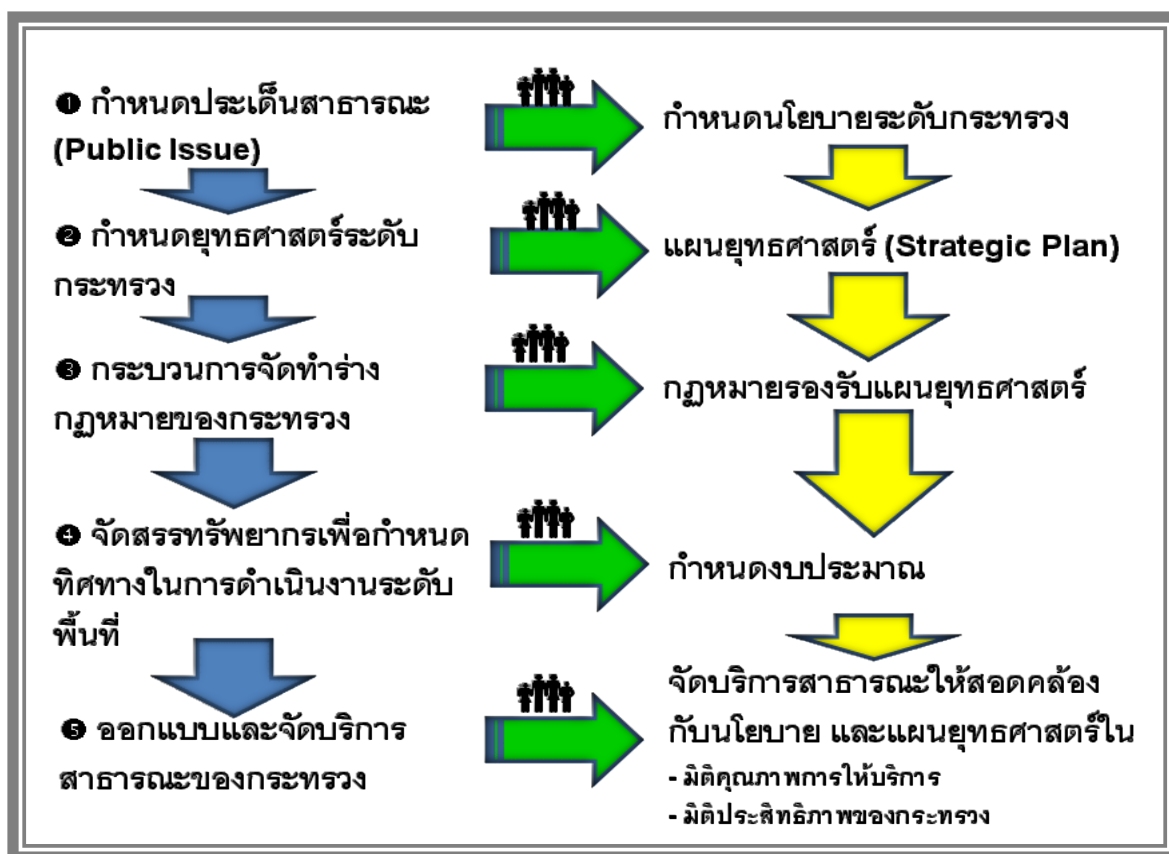 ❶ กำหนดประเด็นสาธารณะ
(Public Issue)
กำหนดนโยบายระดับกระทรวง
❷ กำหนดยุทธศาสตร์ระดับ
กระทรวง
แผนยุทธศาสตร์ (Strategic Plan)
❸ กระบวนการจัดทำร่าง
กฎหมายของกระทรวง
กฎหมายรองรับแผนยุทธศาสตร์
❹ จัดสรรทรัพยากรเพื่อกำหนด
ทิศทางในการดำเนินงานระดับ
พื้นที่
กำหนดงบประมาณ
❺ ออกแบบและจัดบริการ
สาธารณะของกระทรวง
จัดบริการสาธารณะให้สอดคล้อง
กับนโยบาย และแผนยุทธศาสตร์ใน
- มิติคุณภาพการให้บริการ
- มิติประสิทธิภาพของกระทรวง